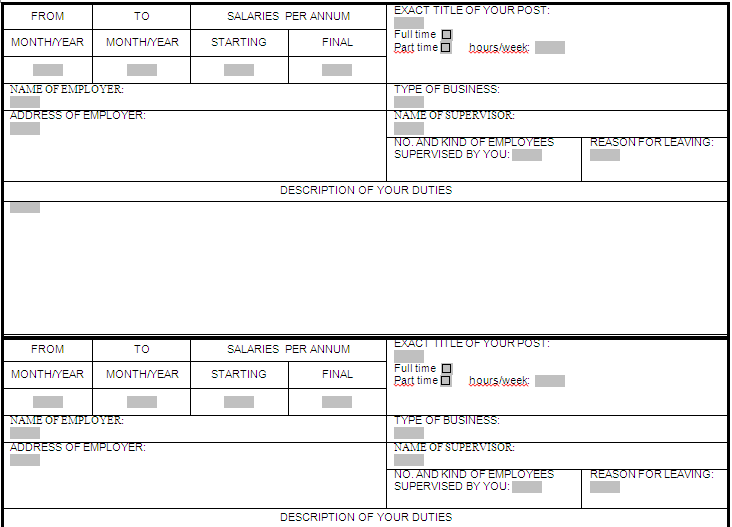 FROM TO SALARIES PER ANNUM EXACT TITLE OF YOUR POST:
Full time
MONTH/YEAR MONTH/YEAR STARTING FINAL Part time hours/week:
NAME OF EMPLOYER: TYPE OF BUSINESS:
ADDRESS OF EMPLOYER: NAME OF SUPERVISOR:
NO. AND KIND OF EMPLOYEES REASON FOR LEAVING:
SUPERVISED BY YOU:
DESCRIPTION OF YOUR DUTIES
FROM TO SALARIES PER ANNUM EXACT TITLE OF YOUR POST:
Full time
MONTH/YEAR MONTH/YEAR STARTING FINAL Part time hours/week:
NAME OF EMPLOYER: TYPE OF BUSINESS:
ADDRESS OF EMPLOYER: NAME OF SUPERVISOR:
NO. AND KIND OF EMPLOYEES REASON FOR LEAVING:
SUPERVISED BY YOU:
DESCRIPTION OF YOUR DUTIES